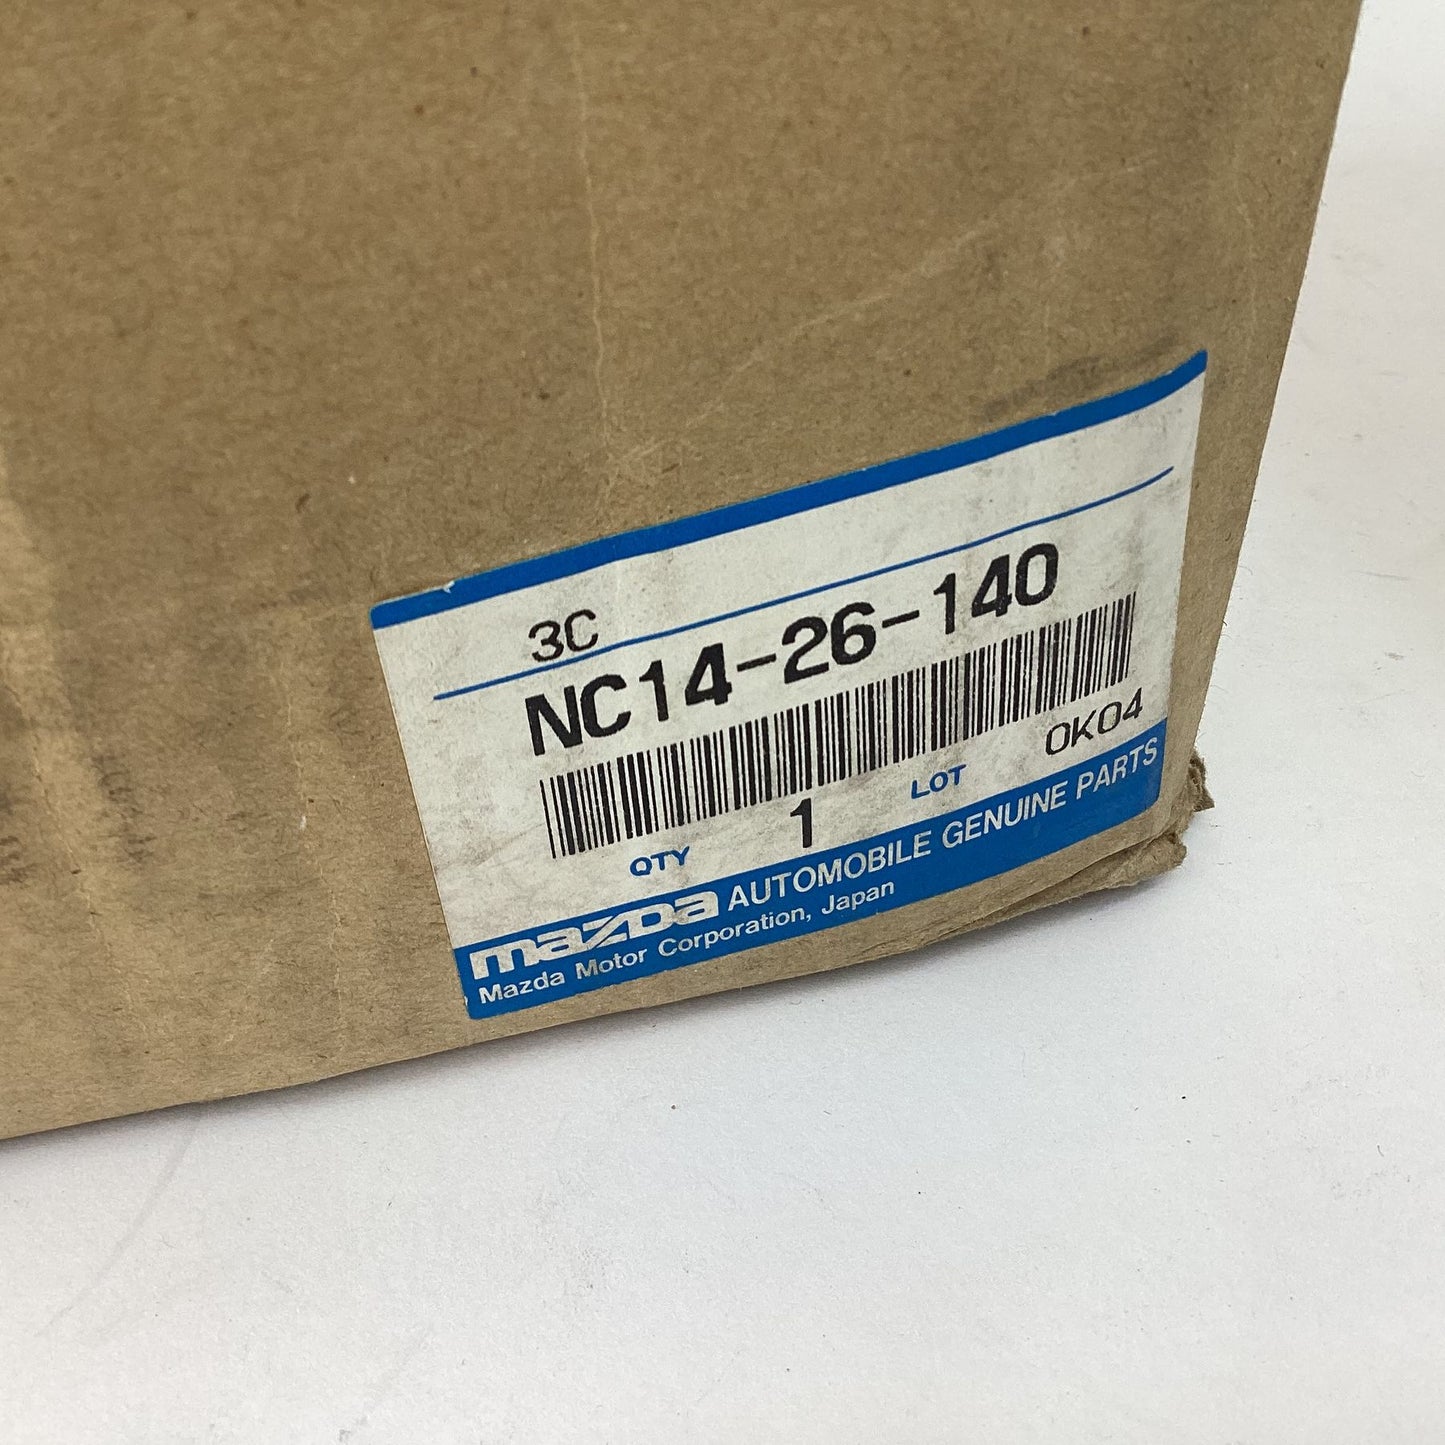 3C
NC14-26-140
QTY 1 LOT 0K04
mazda AUTOMOBILE GENUINE PARTS
Mazda Motor Corporation, Japan